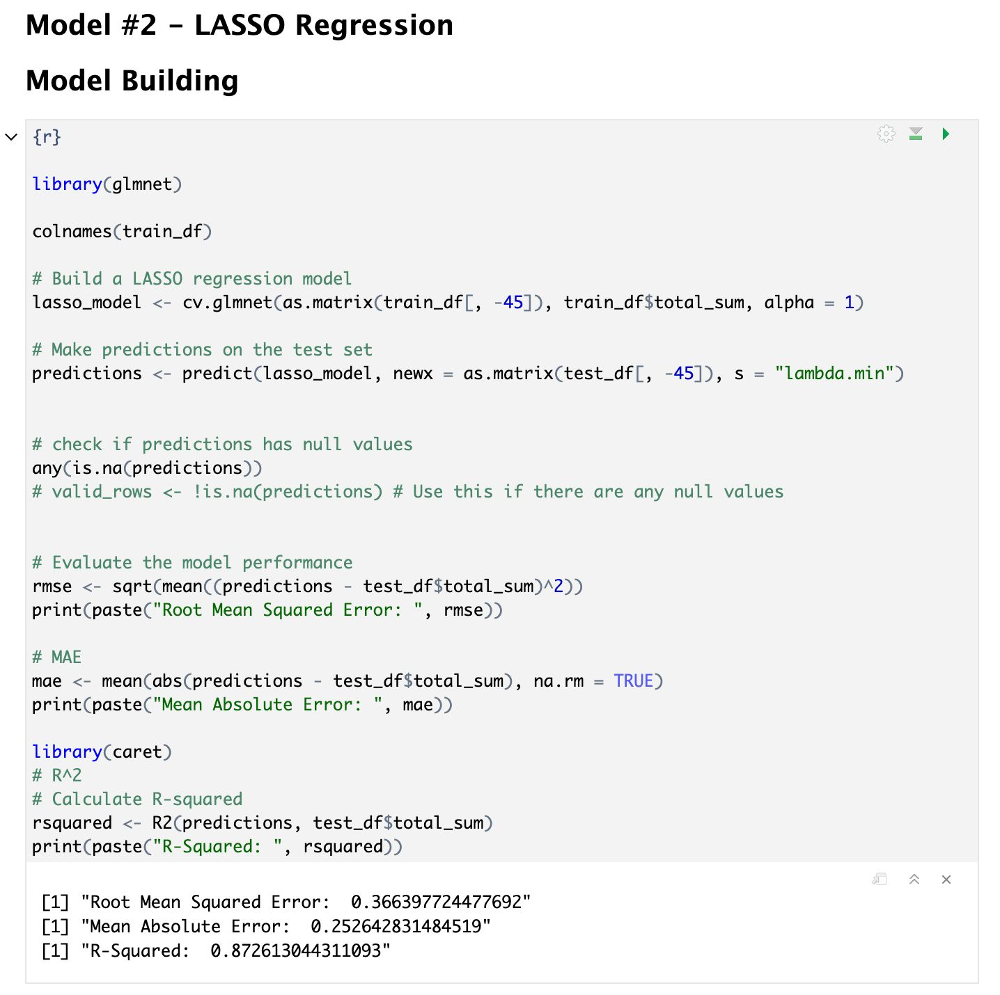 Model #2 – LASSO Regression
Model Building
{r}
library(glmnet)
colnames(train_df)
# Build a LASSO regression model
lasso_model <- cv.glmnet(as.matrix(train_df[, -45]), train_df$total_sum, alpha = 1)
# Make predictions on the test set
predictions <- predict(lasso_model, newx = as.matrix(test_df[, -45]), s = "lambda.min")
# check if predictions has null values
any(is.na(predictions))
# valid_rows <- !is.na(predictions) # Use this if there are any null values
# Evaluate the model performance
rmse <- sqrt(mean((predictions - test_df$total_sum)^2))
print(paste("Root Mean Squared Error: ", rmse))
# MAE
mae <- mean(abs(predictions - test_df$total_sum), na.rm = TRUE)
print(paste("Mean Absolute Error: ", mae))
library(caret)
# R^2
# Calculate R-squared
rsquared <- R2(predictions, test_df$total_sum)
print(paste("R-Squared: ", rsquared))
[1] "Root Mean Squared Error:  0.366397724477692"
[1] "Mean Absolute Error:  0.252642831484519"
[1] "R-Squared:  0.872613044311093"